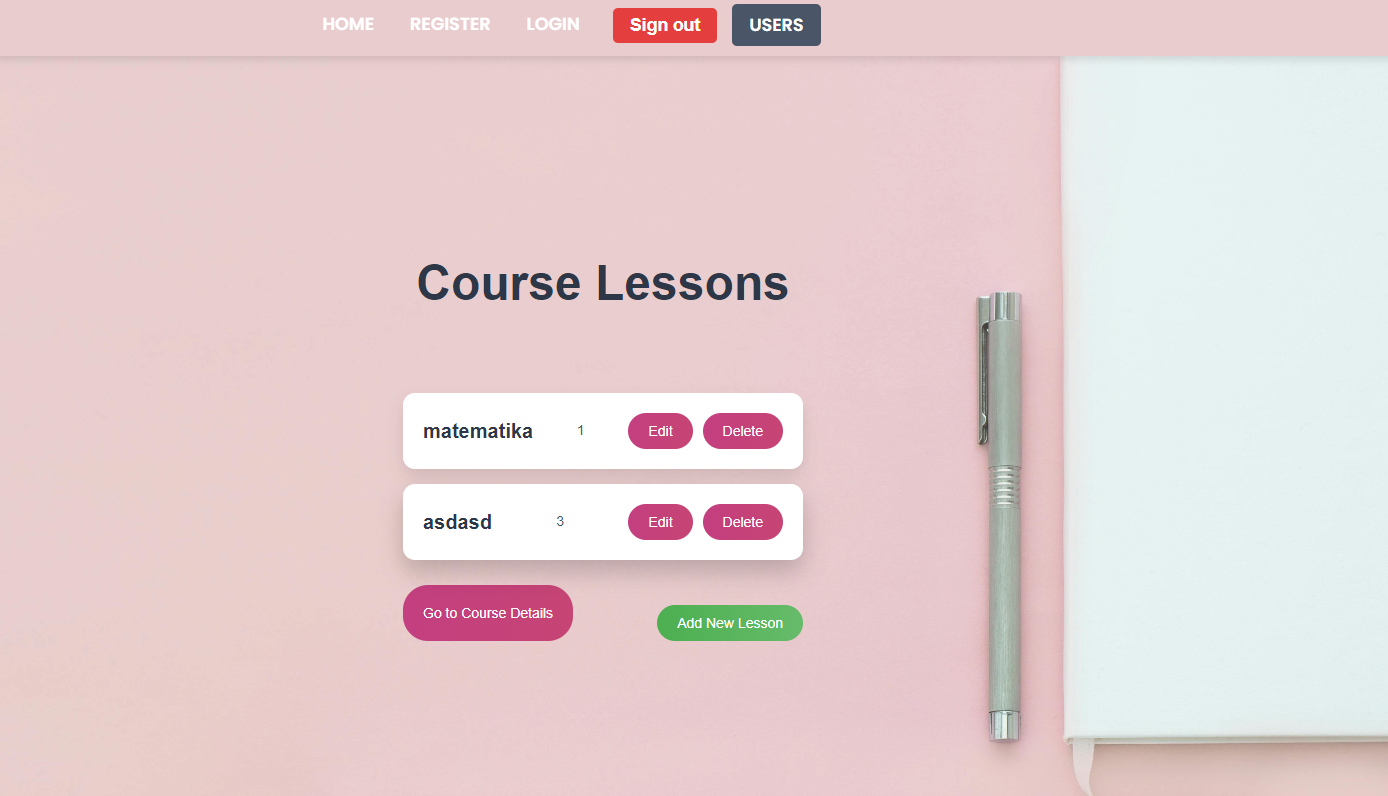 HOME REGISTER LOGIN Sign out USERS
Course Lessons
matematika 1 Edit Delete
asdasd 3 Edit Delete
Go to Course Details Add New Lesson